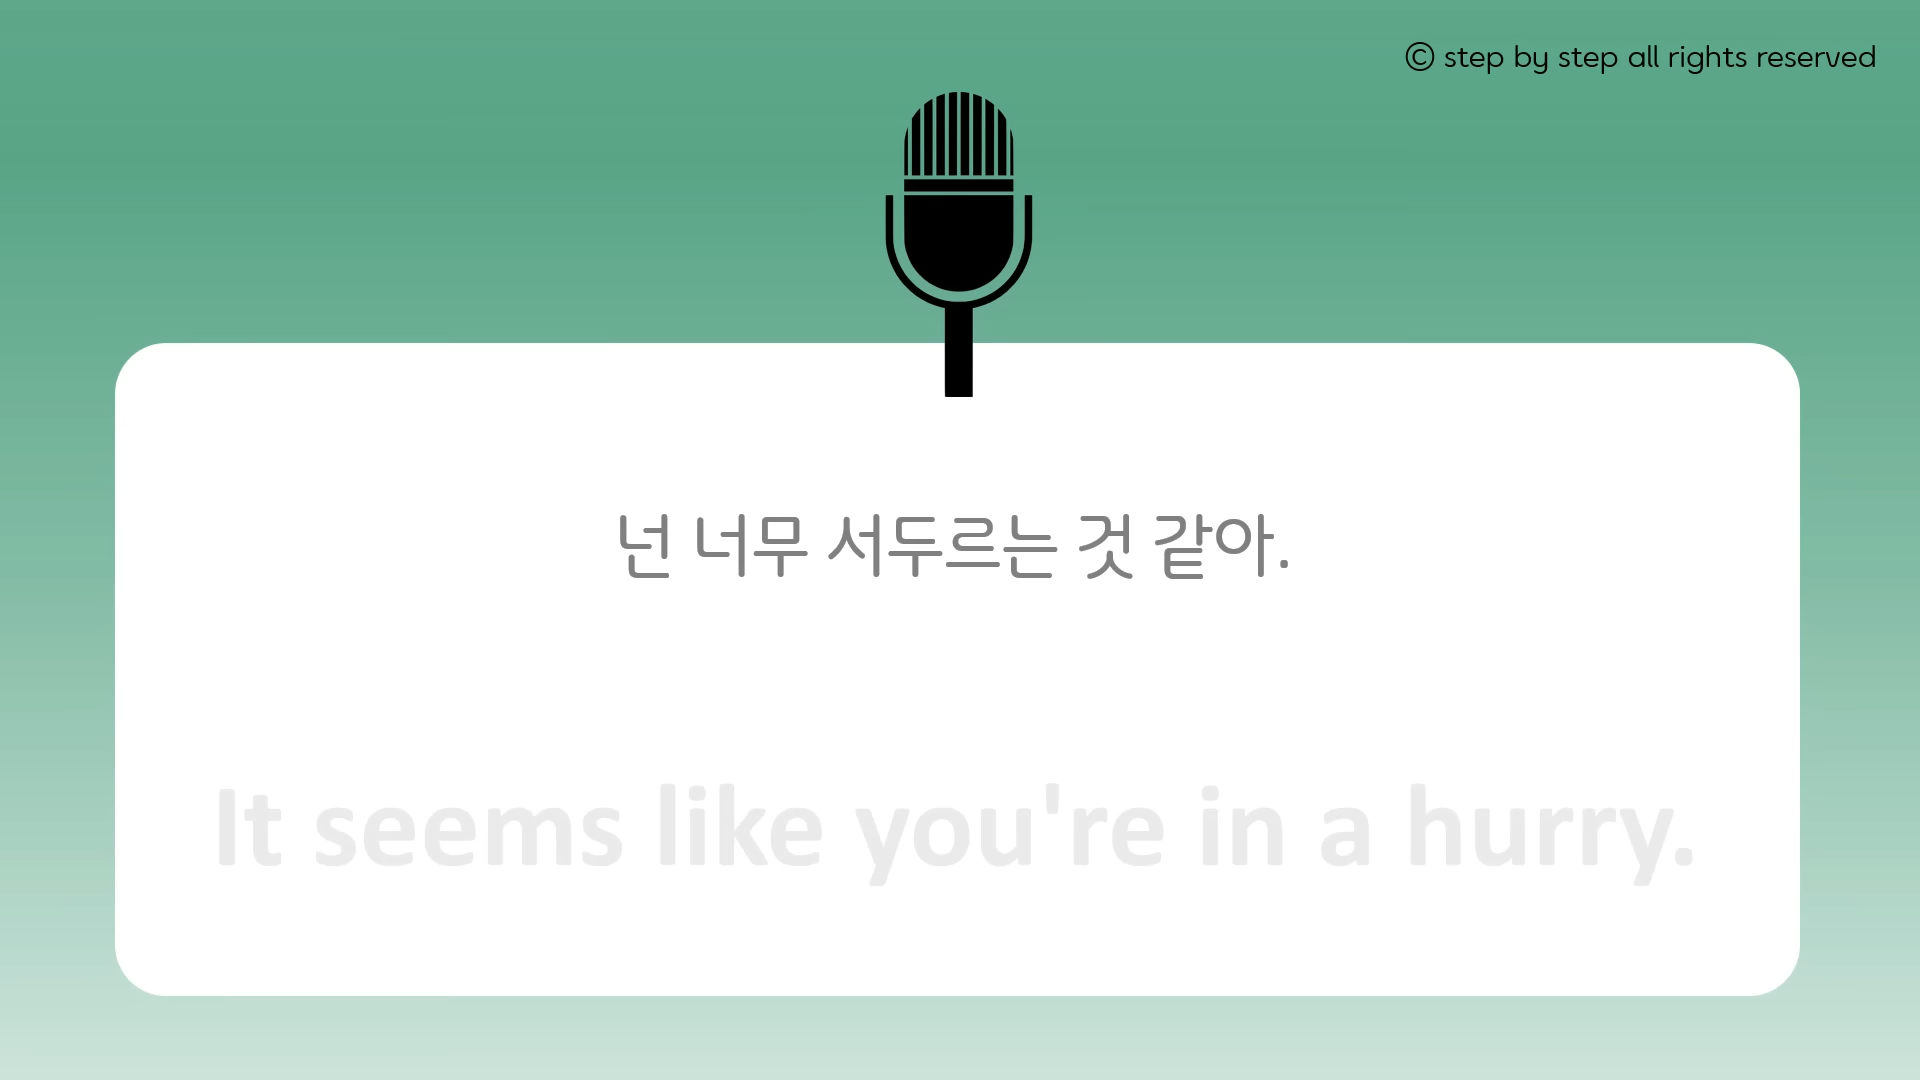 © step by step all rights reserved
넌 너무 서두르는 것 같아.
It seems like you're in a hurry.